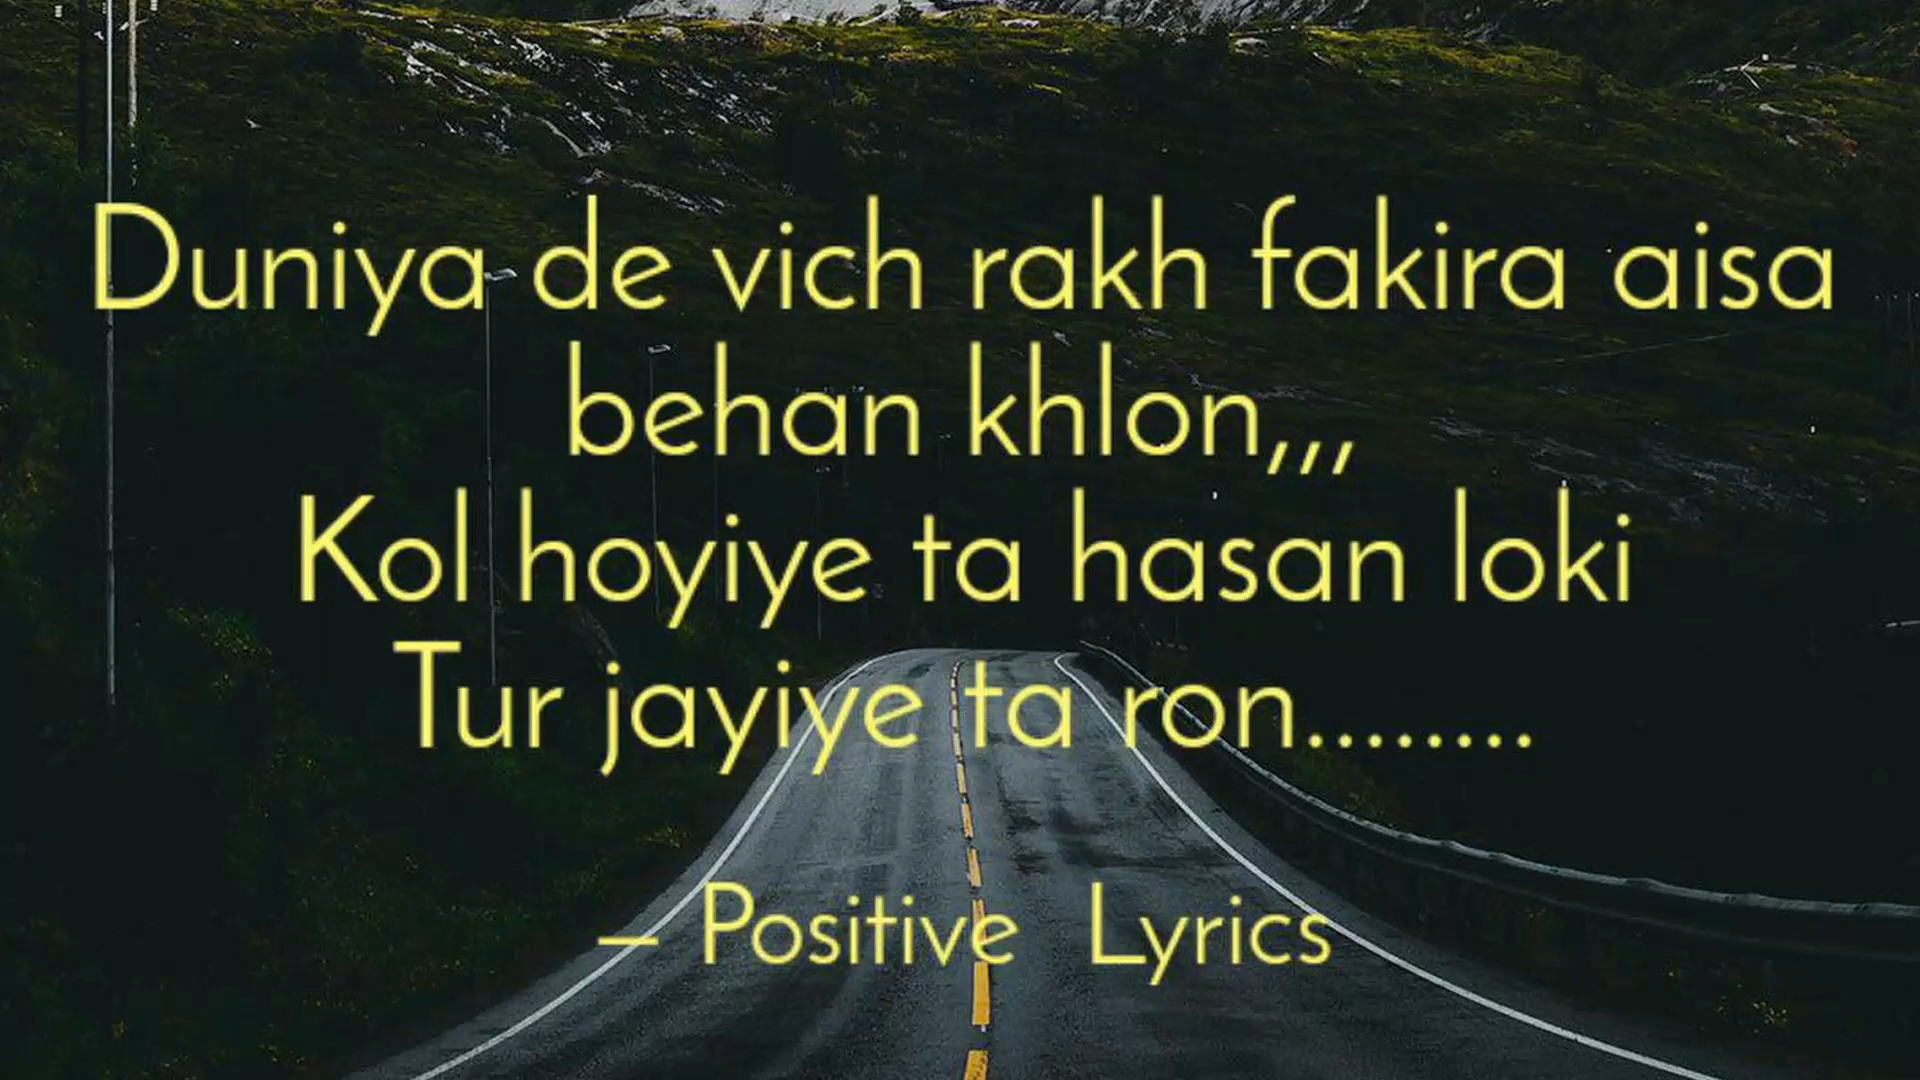 Duniya de vich rakh fakira aisa
behan khlon,,,
Kol hoyiye ta hasan loki
Tur jayiye ta ron........
– Positive Lyrics